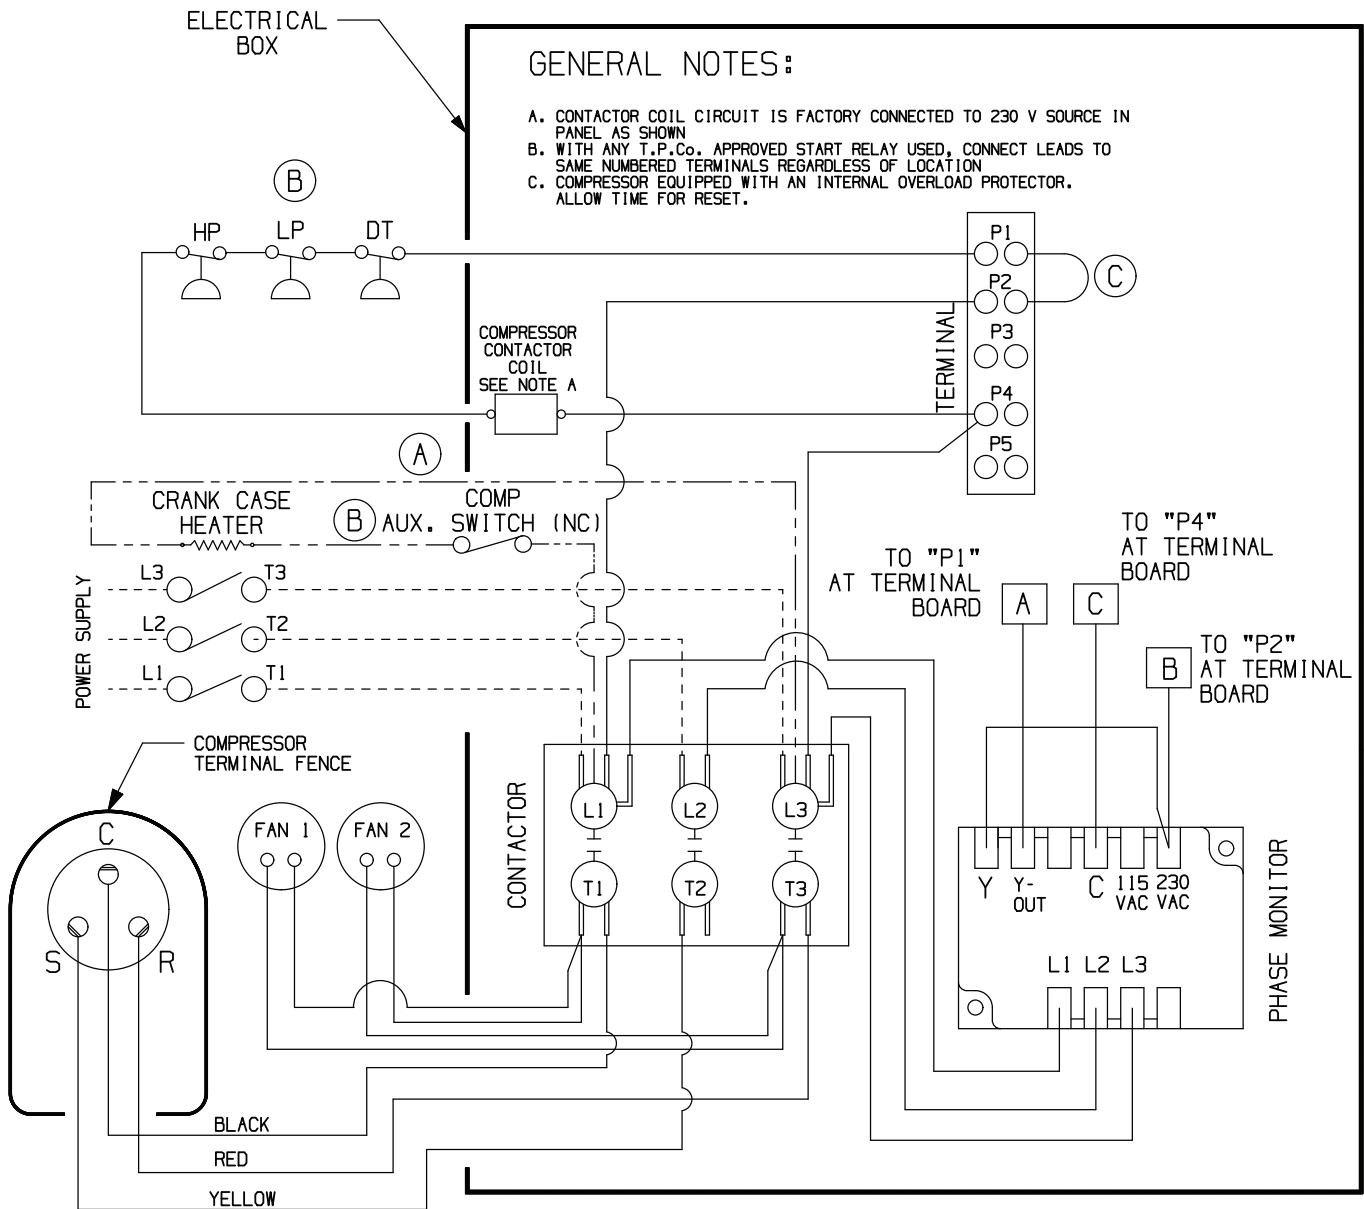 ELECTRICAL
BOX
GENERAL NOTES:
A. CONTACTOR COIL CIRCUIT IS FACTORY CONNECTED TO 230 V SOURCE IN
PANEL AS SHOWN
B. WITH ANY T.P.Co. APPROVED START RELAY USED, CONNECT LEADS TO
SAME NUMBERED TERMINALS REGARDLESS OF LOCATION
C. COMPRESSOR EQUIPPED WITH AN INTERNAL OVERLOAD PROTECTOR.
ALLOW TIME FOR RESET.
B
HP
LP
DT
P1
P2
P3
P4
P5
TERMINAL
C
COMPRESSOR
CONTACTOR
COIL
SEE NOTE A
A
CRANK CASE
HEATER
B
COMP
AUX. SWITCH (NC)
POWER SUPPLY
L3
T3
L2
T2
L1
T1
TO "P1"
AT TERMINAL
BOARD
A
TO "P4"
AT TERMINAL
BOARD
C
TO "P2"
AT TERMINAL
BOARD
B
COMPRESSOR
TERMINAL FENCE
C
S
R
FAN 1
FAN 2
CONTACTOR
L1
L2
L3
T1
T2
T3
Y
Y-
OUT
C
115
VAC
230
VAC
L1
L2
L3
PHASE MONITOR
BLACK
RED
YELLOW